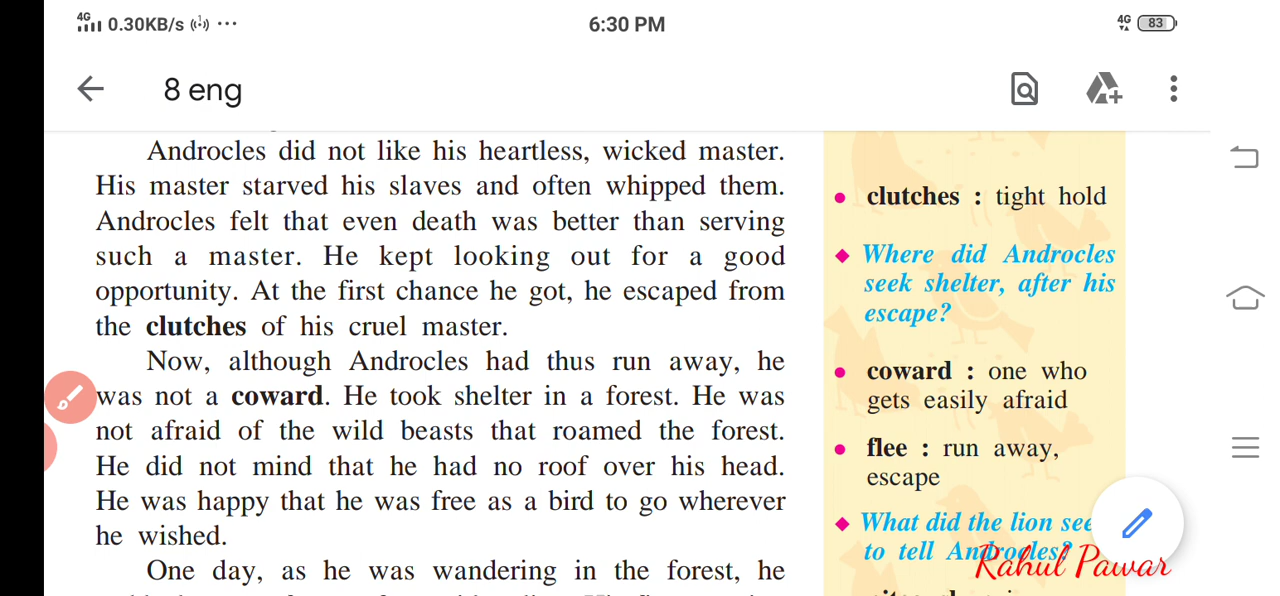 4G 0.30KB/s ...
6:30 PM
4G 83
8 eng
Androcles did not like his heartless, wicked master.
His master starved his slaves and often whipped them.
Androcles felt that even death was better than serving
such a master. He kept looking out for a good
opportunity. At the first chance he got, he escaped from
the clutches of his cruel master.
Now, although Androcles had thus run away, he
was not a coward. He took shelter in a forest. He was
not afraid of the wild beasts that roamed the forest.
He did not mind that he had no roof over his head.
He was happy that he was free as a bird to go wherever
he wished.
One day, as he was wandering in the forest, he
• clutches : tight hold
◆ Where did Androcles
seek shelter, after his
escape?
• coward : one who
gets easily afraid
• flee : run away,
escape
◆ What did the lion see
to tell Androcles?
Rahul Pawar